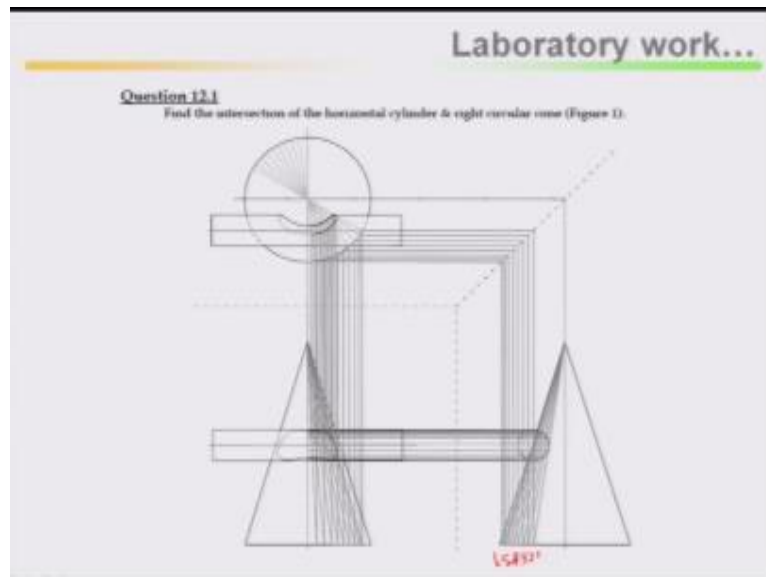 Laboratory work...
Question 12.1
Find the intersection of the horizontal cylinder & right circular cone (Figure 1).